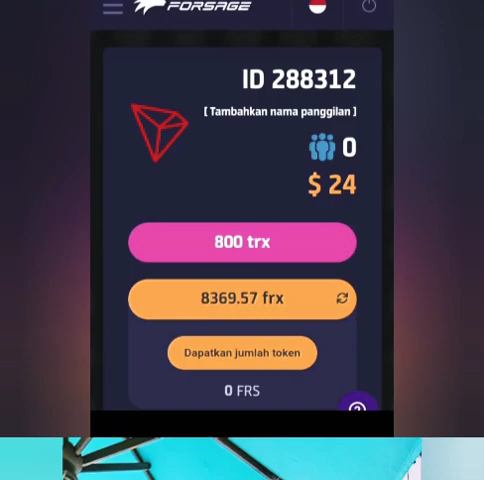 FORSAGE
ID 288312
[ Tambahkan nama panggilan ]
0
$ 24
800 trx
8369.57 frx
Dapatkan jumlah token
0 FRS